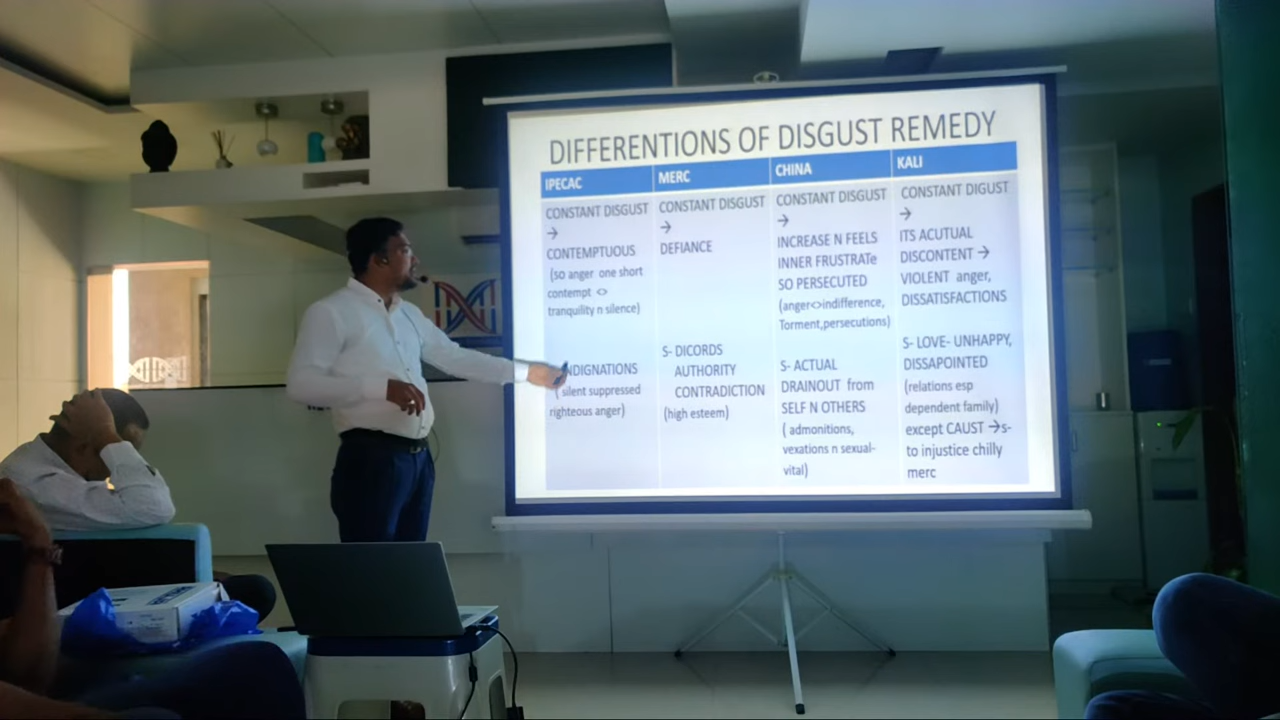 DIFFERENTIONS OF DISGUST REMEDY
IPECAC
CONSTANT DISGUST
→
CONTEMPTUOUS
(so anger one short
contempt <>
tranquility n silence)
NDIGNATIONS
( silent suppressed
righteous anger)
MERC
CONSTANT DISGUST
→
DEFIANCE
S- DICORDS
AUTHORITY
CONTRADICTION
(high esteem)
CHINA
CONSTANT DISGUST
→
INCREASE N FEELS
INNER FRUSTRATe
SO PERSECUTED
(anger<>indifference,
Torment,persecutions)
S- ACTUAL
DRAINOUT from
SELF N OTHERS
( admonitions,
vexations n sexual-
vital)
KALI
CONSTANT DIGUST
→
ITS ACUTUAL
DISCONTENT →
VIOLENT anger,
DISSATISFACTIONS
S- LOVE- UNHAPPY,
DISSAPOINTED
(relations esp
dependent family)
except CAUST →s-
to injustice chilly
merc